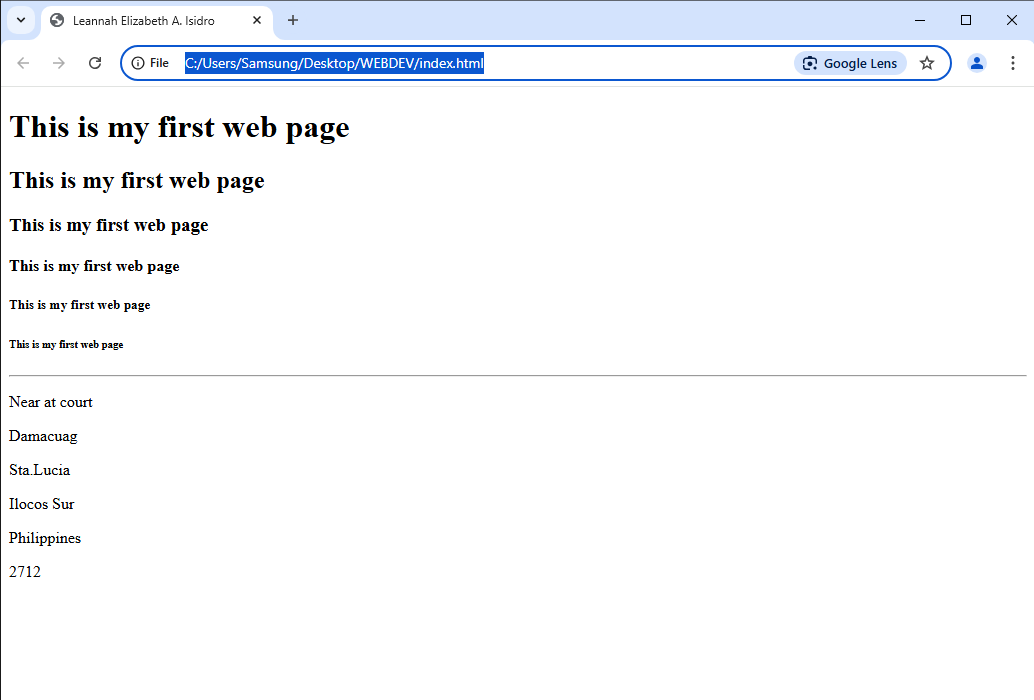 Leannah Elizabeth A. Isidro
File C:/Users/Samsung/Desktop/WEBDEV/index.html Google Lens
This is my first web page
This is my first web page
This is my first web page
This is my first web page
This is my first web page
This is my first web page
Near at court
Damacuag
Sta.Lucia
Ilocos Sur
Philippines
2712